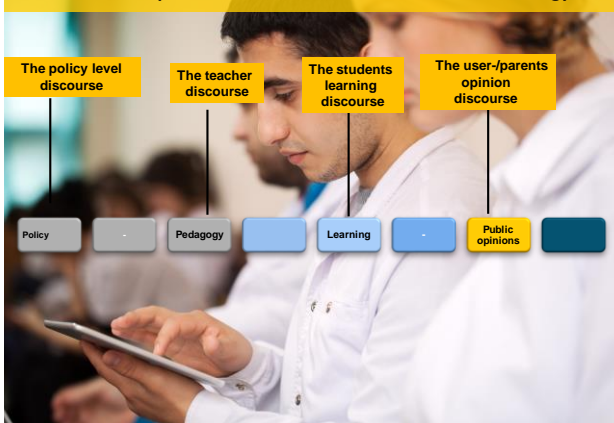 The policy level
discourse
The teacher
discourse
The students
learning
discourse
The user-/parents
opinion
discourse
Policy
-
Pedagogy
Learning
-
Public
opinions